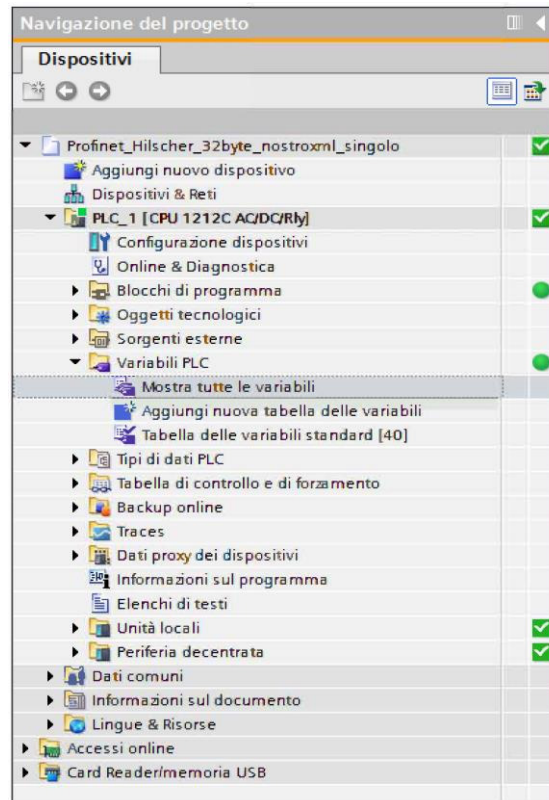 Navigazione del progetto
Dispositivi
Profinet_Hilscher_32byte_nostroxml_singolo
Aggiungi nuovo dispositivo
Dispositivi & Reti
PLC_1 [CPU 1212C AC/DC/Rly]
Configurazione dispositivi
Online & Diagnostica
Blocchi di programma
Oggetti tecnologici
Sorgenti esterne
Variabili PLC
Mostra tutte le variabili
Aggiungi nuova tabella delle variabili
Tabella delle variabili standard [40]
Tipi di dati PLC
Tabella di controllo e di forzamento
Backup online
Traces
Dati proxy dei dispositivi
Informazioni sul programma
Elenchi di testi
Unità locali
Periferia decentrata
Dati comuni
Informazioni sul documento
Lingue & Risorse
Accessi online
Card Reader/memoria USB